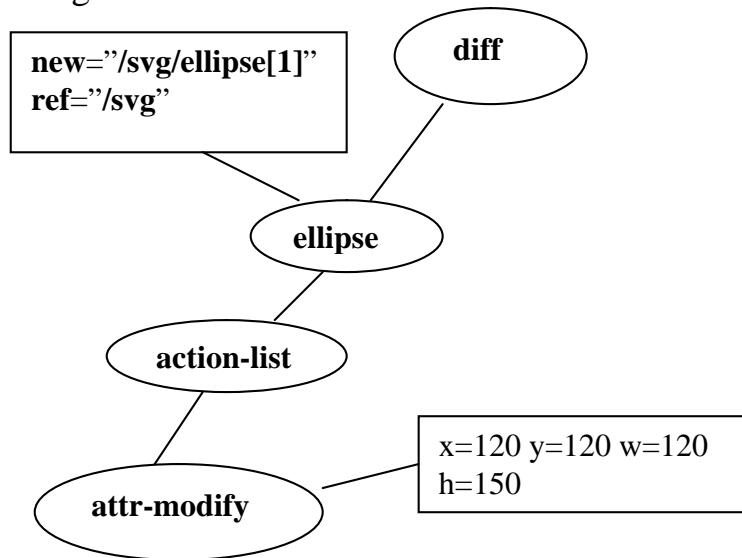 new=”/svg/ellipse[1]”
ref=”/svg”
diff
ellipse
action-list
attr-modify
x=120 y=120 w=120
h=150